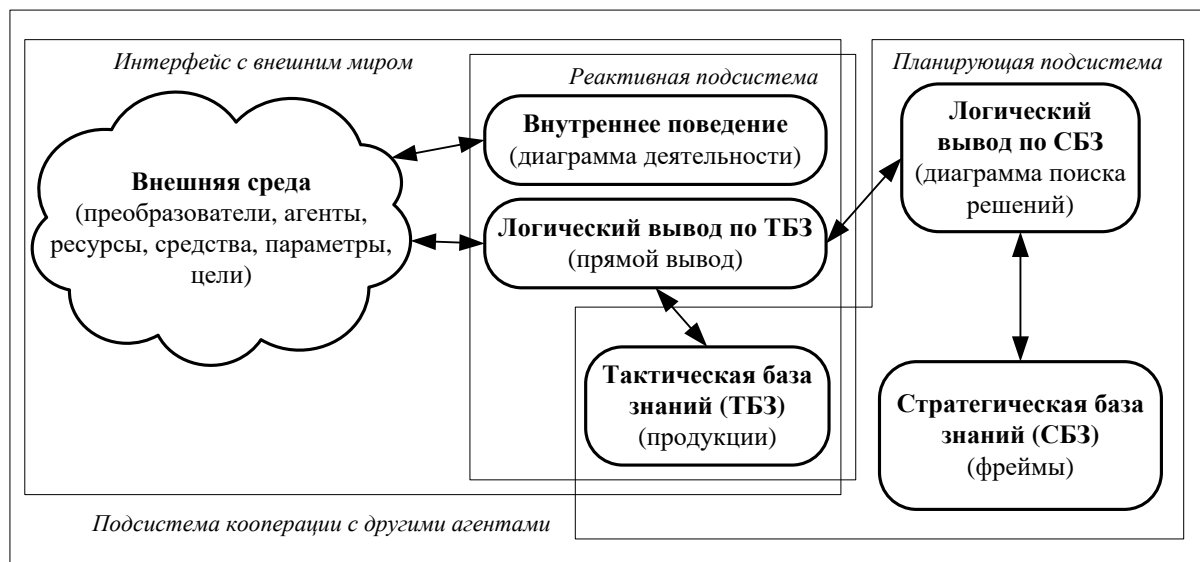 Интерфейс с внешним миром
Реактивная подсистема
Планирующая подсистема
Внешняя среда
(преобразователи, агенты,
ресурсы, средства, параметры,
цели)
Внутреннее поведение
(диаграмма деятельности)
Логический вывод по ТБЗ
(прямой вывод)
Тактическая база
знаний (ТБЗ)
(продукции)
Логический
вывод по СБЗ
(диаграмма поиска
решений)
Стратегическая база
знаний (СБЗ)
(фреймы)
Подсистема кооперации с другими агентами